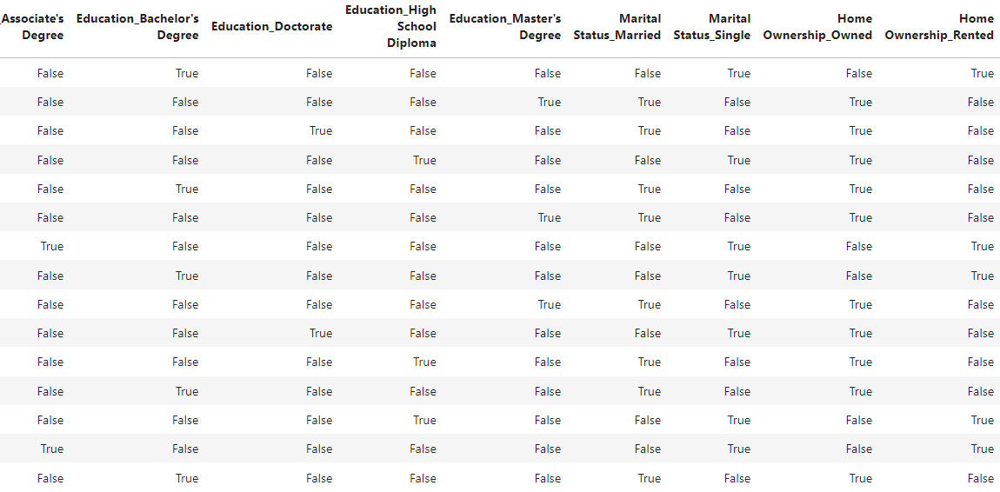 _Associate's Education_Bachelor's Education_Doctorate Education_High Education_Master's Marital Marital Home Home
Degree Degree School Degree Status_Married Status_Single Ownership_Owned Ownership_Rented
Diploma
False True False False False False True False True
False False False False True True False True False
False False True False False True False True False
False False False True False False True True False
False True False False False True False True False
False False False False True True False True False
True False False False False False True False True
False True False False False False True False True
False False False False True True False True False
False False True False False False True True False
False False False True False True False True False
False True False False False True False True False
False False False True False False True False True
True False False False False False True False True
False True False False False True False True False